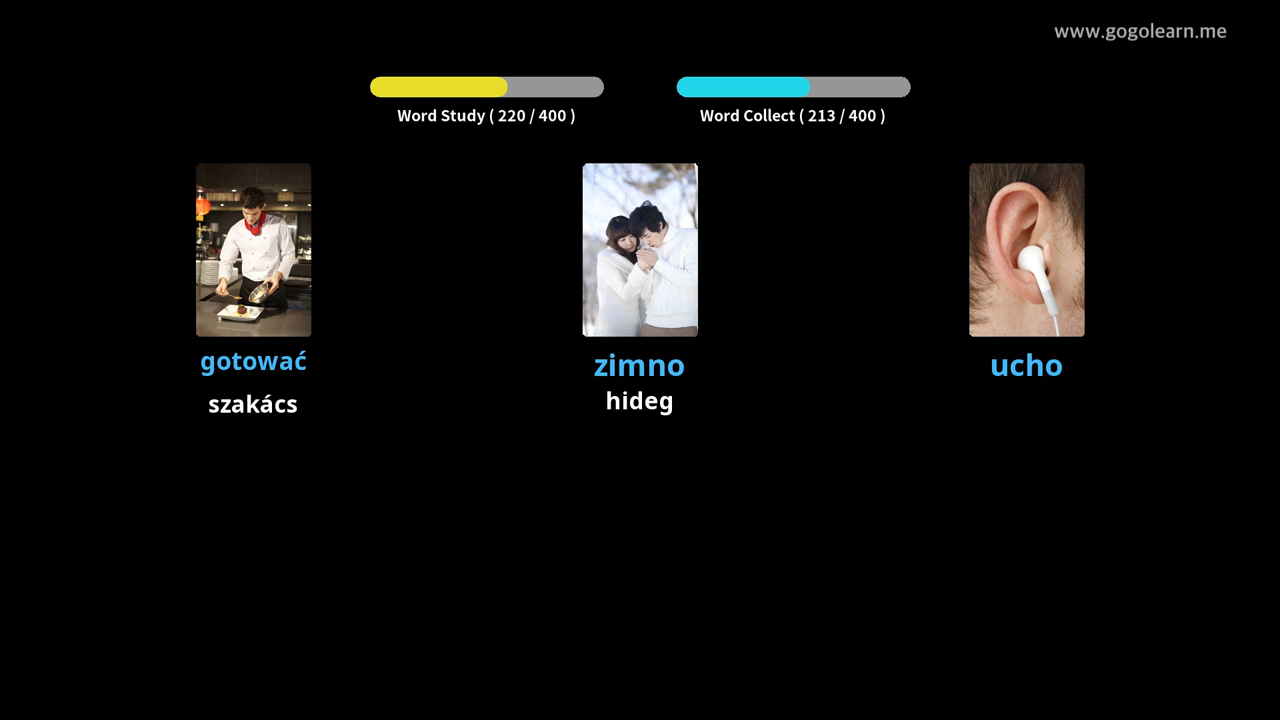 www.gogolearn.me
Word Study ( 220 / 400 )
Word Collect ( 213 / 400 )
gotować
zimno
ucho
szakács
hideg